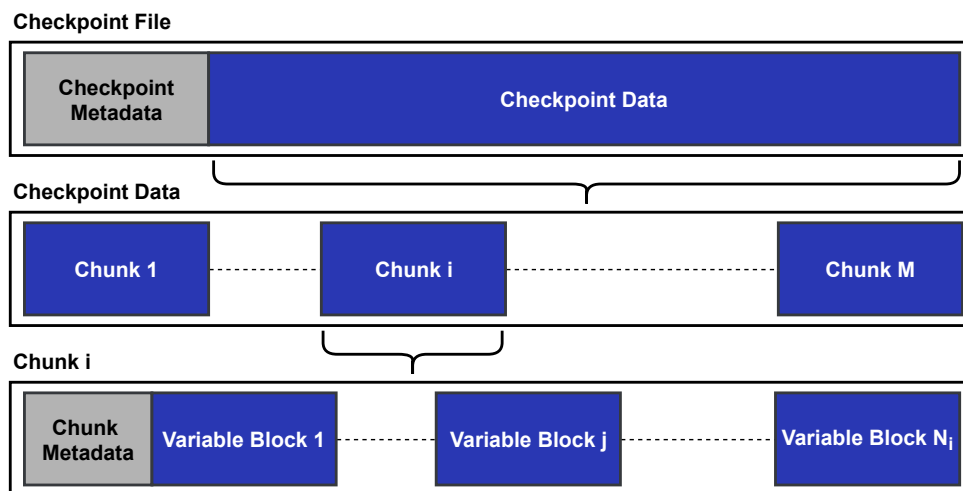 Checkpoint File
Checkpoint
Metadata
Checkpoint Data
Checkpoint Data
Chunk 1
Chunk i
Chunk M
Chunk i
Chunk
Metadata
Variable Block 1
Variable Block j
Variable Block Nᵢ